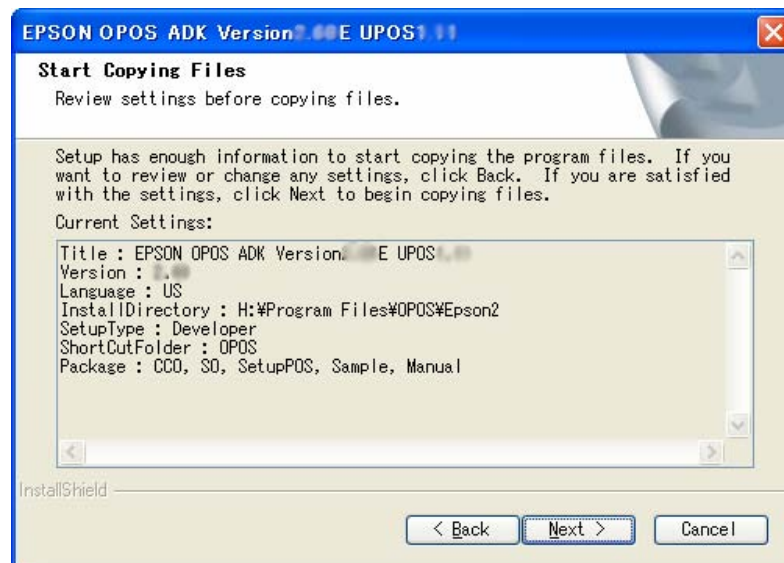 EPSON OPOS ADK Version E UPOS
Start Copying Files
Review settings before copying files.
Setup has enough information to start copying the program files. If you
want to review or change any settings, click Back. If you are satisfied
with the settings, click Next to begin copying files.
Current Settings:
Title : EPSON OPOS ADK Version E UPOS
Version :
Language : US
InstallDirectory : H:¥Program Files¥OPOS¥Epson2
SetupType : Developer
ShortCutFolder : OPOS
Package : CCO, SO, SetupPOS, Sample, Manual
InstallShield
< Back Next > Cancel